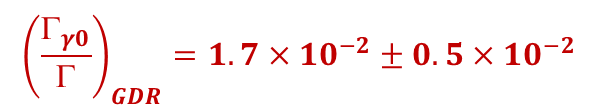 (Γγ0/Γ)GDR = 1.7 × 10⁻² ± 0.5 × 10⁻²